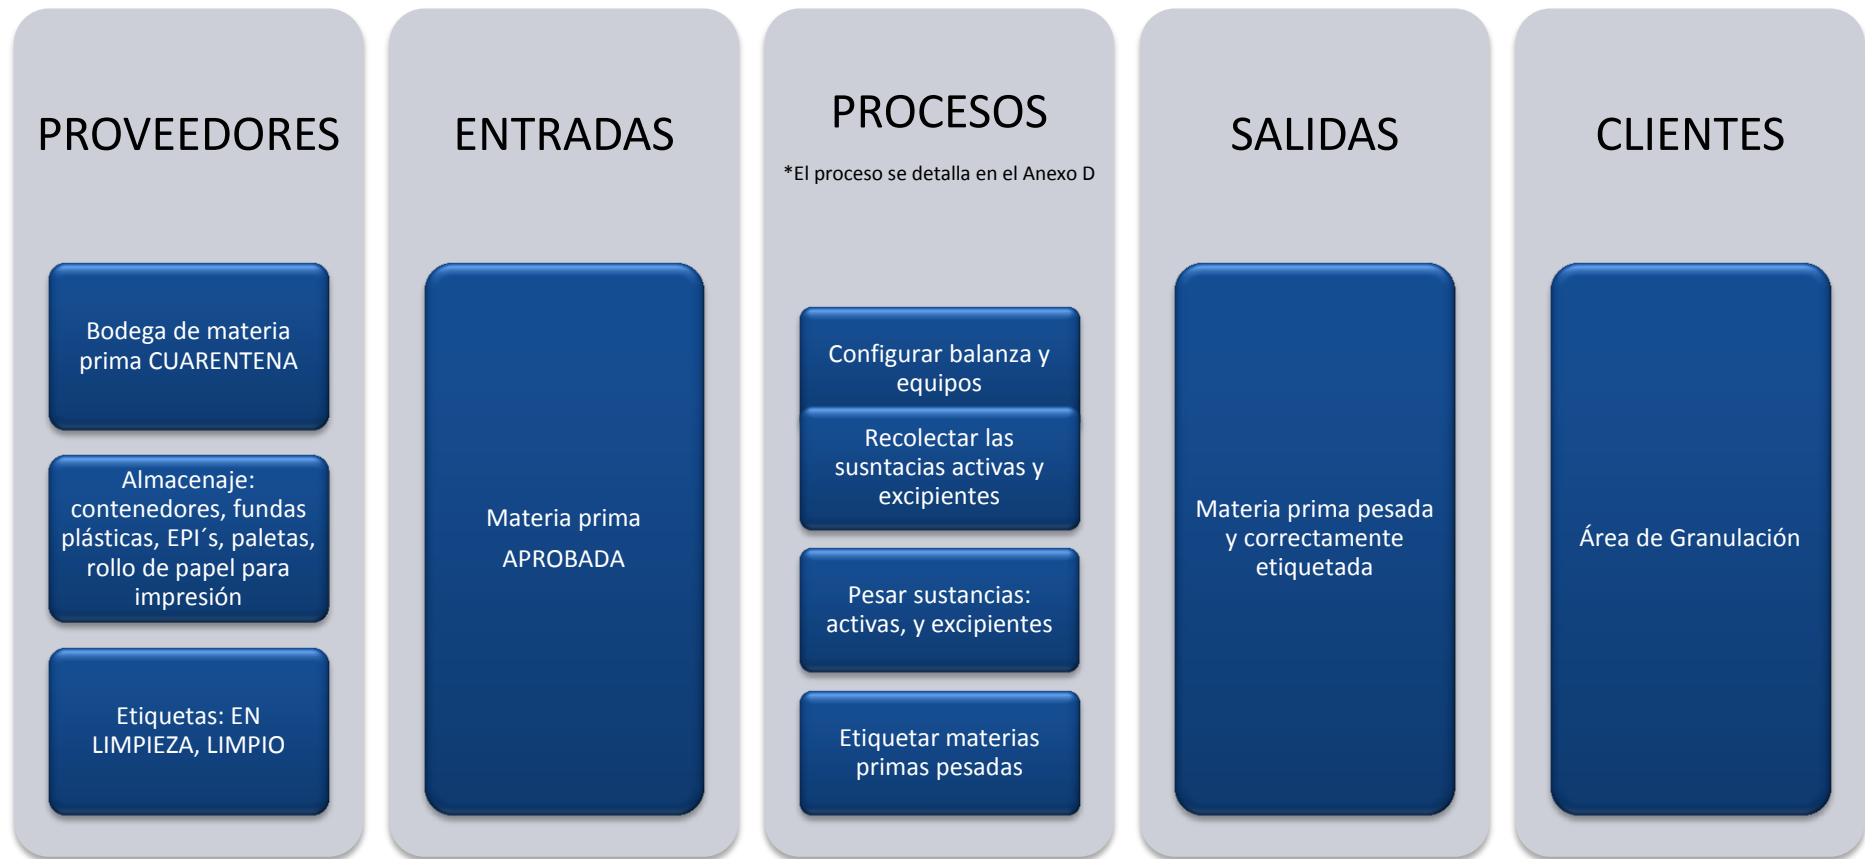 PROVEEDORES
Bodega de materia
prima CUARENTENA
Almacenaje:
contenedores, fundas
plásticas, EPI´s, paletas,
rollo de papel para
impresión
Etiquetas: EN
LIMPIEZA, LIMPIO
ENTRADAS
Materia prima
APROBADA
PROCESOS
*El proceso se detalla en el Anexo D
Configurar balanza y
equipos
Recolectar las
susntacias activas y
excipientes
Pesar sustancias:
activas, y excipientes
Etiquetar materias
primas pesadas
SALIDAS
Materia prima pesada
y correctamente
etiquetada
CLIENTES
Área de Granulación